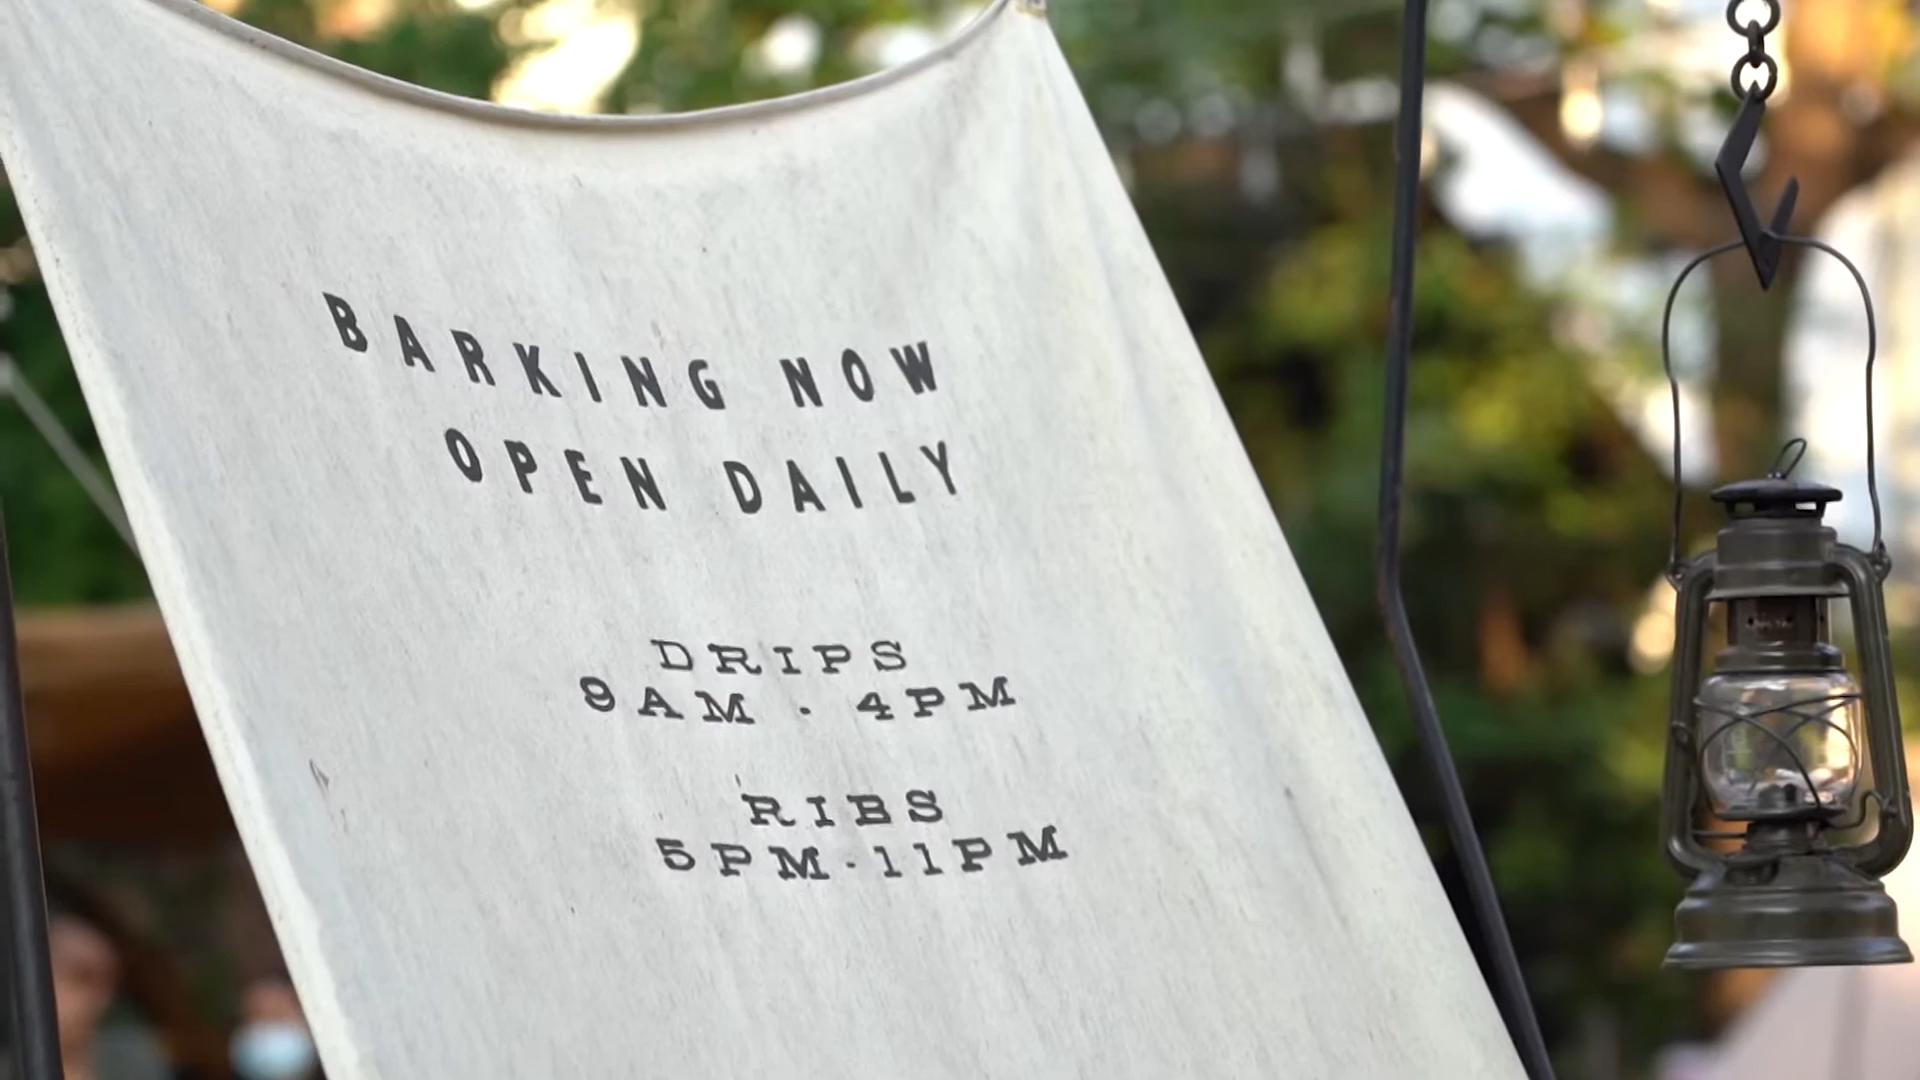 BARKING NOW
OPEN DAILY
DRIPS
9AM · 4PM
RIBS
5PM·11PM